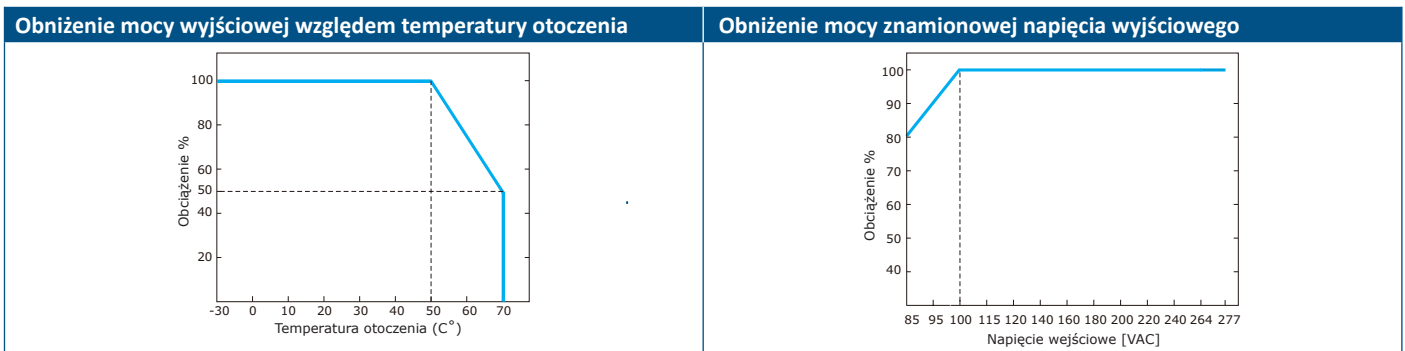 Obniżenie mocy wyjściowej względem temperatury otoczenia
100
80
60
50
40
20
Obciążenie %
-30 0 10 20 30 40 50 60 70
Temperatura otoczenia (C°)
Obniżenie mocy znamionowej napięcia wyjściowego
100
90
80
70
60
50
40
Obciążenie %
85 95 100 115 120 140 160 180 200 220 240 264 277
Napięcie wejściowe [VAC]